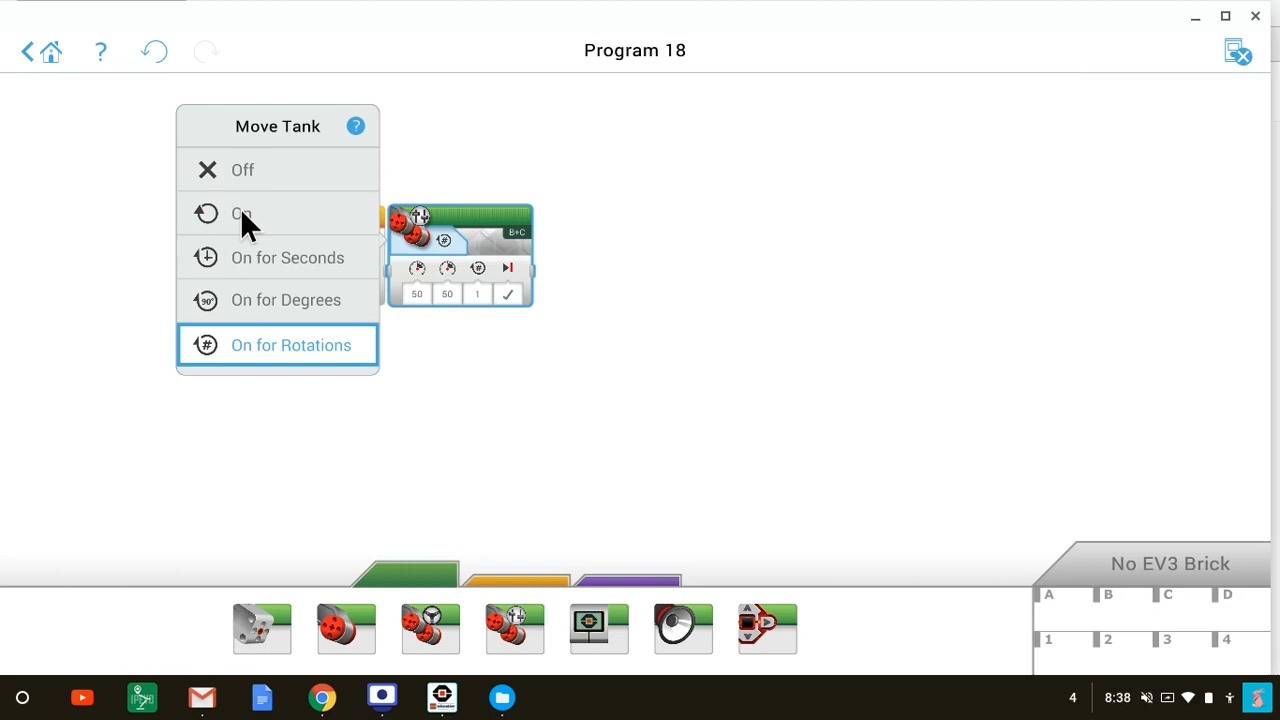 Program 18
Move Tank ?
Off
On
On for Seconds
On for Degrees
On for Rotations
B+C
#
50 50 1
No EV3 Brick
A B C D
1 2 3 4
4 8:38